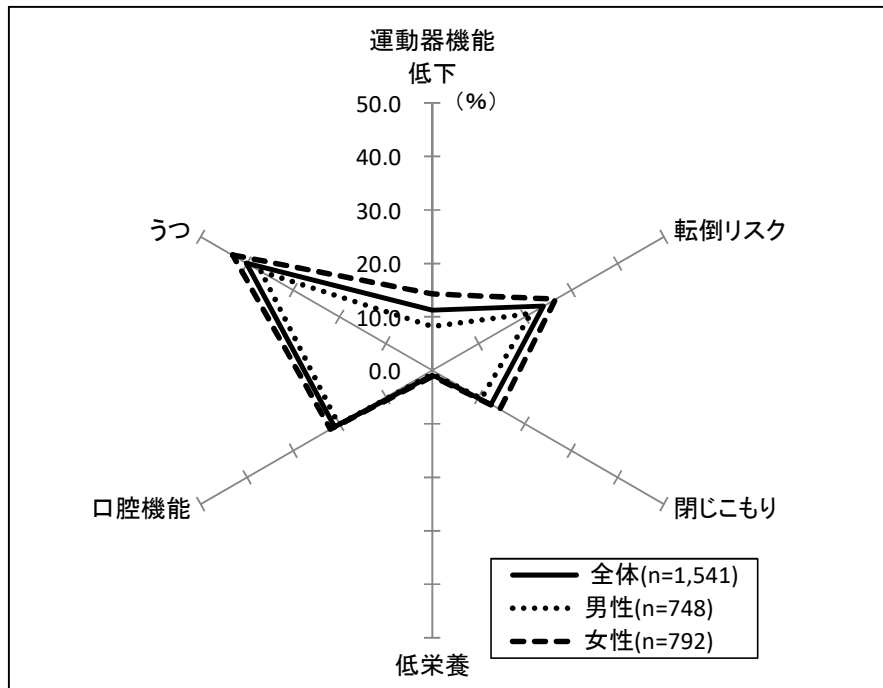 運動器機能
低下
50.0
(%)
40.0
30.0
うつ
転倒リスク
20.0
10.0
0.0
口腔機能
閉じこもり
全体(n=1,541)
男性(n=748)
女性(n=792)
低栄養